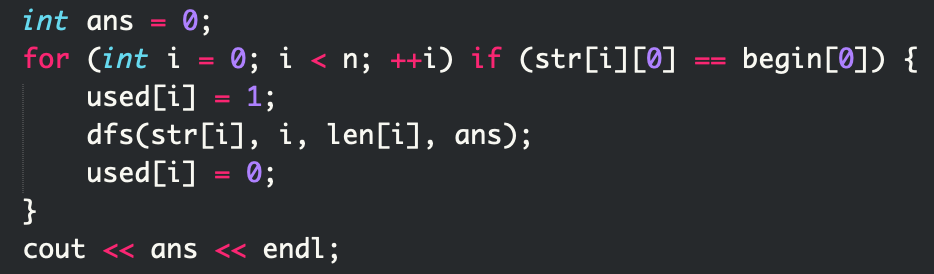 int ans = 0;
for (int i = 0; i < n; ++i) if (str[i][0] == begin[0]) {
    used[i] = 1;
    dfs(str[i], i, len[i], ans);
    used[i] = 0;
}
cout << ans << endl;